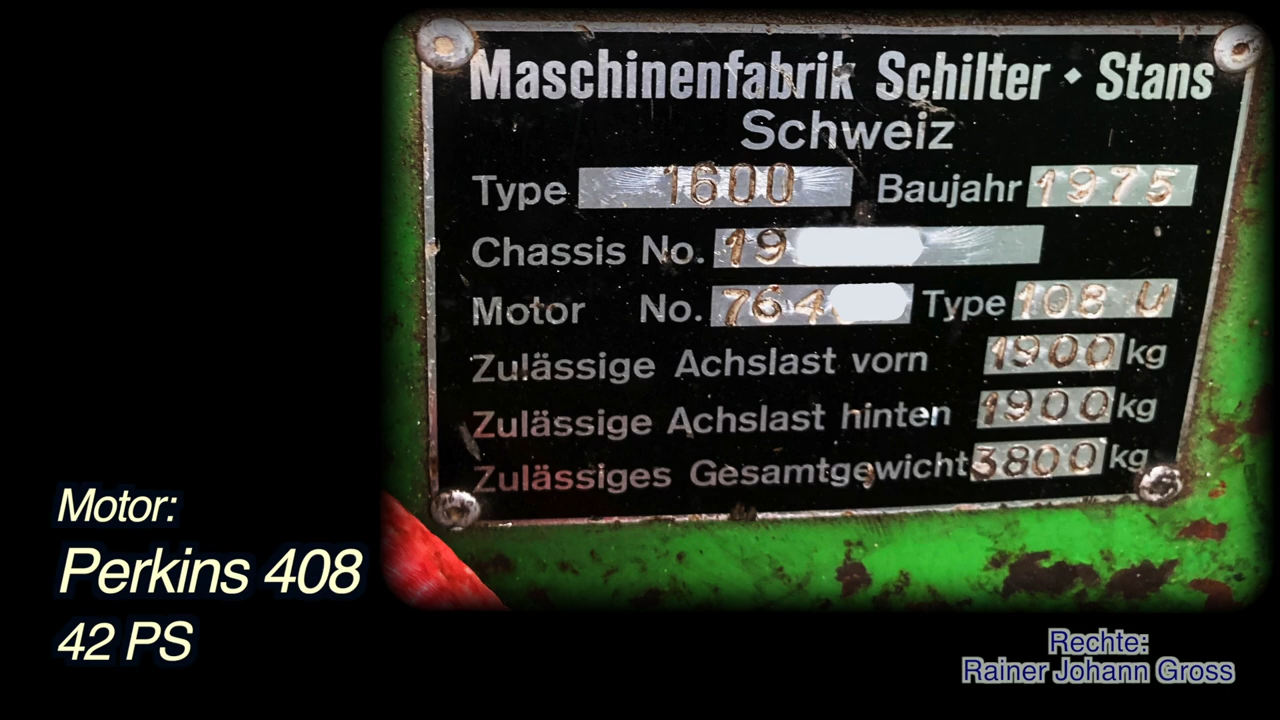 Maschinenfabrik Schilter · Stans
Schweiz
Type 1600 Baujahr 1975
Chassis No. 19
Motor No. 764 Type 108 U
Zulässige Achslast vorn 1900 kg
Zulässige Achslast hinten 1900 kg
Zulässiges Gesamtgewicht 3800 kg
Motor:
Perkins 408
42 PS
Rechte:
Rainer Johann Gross